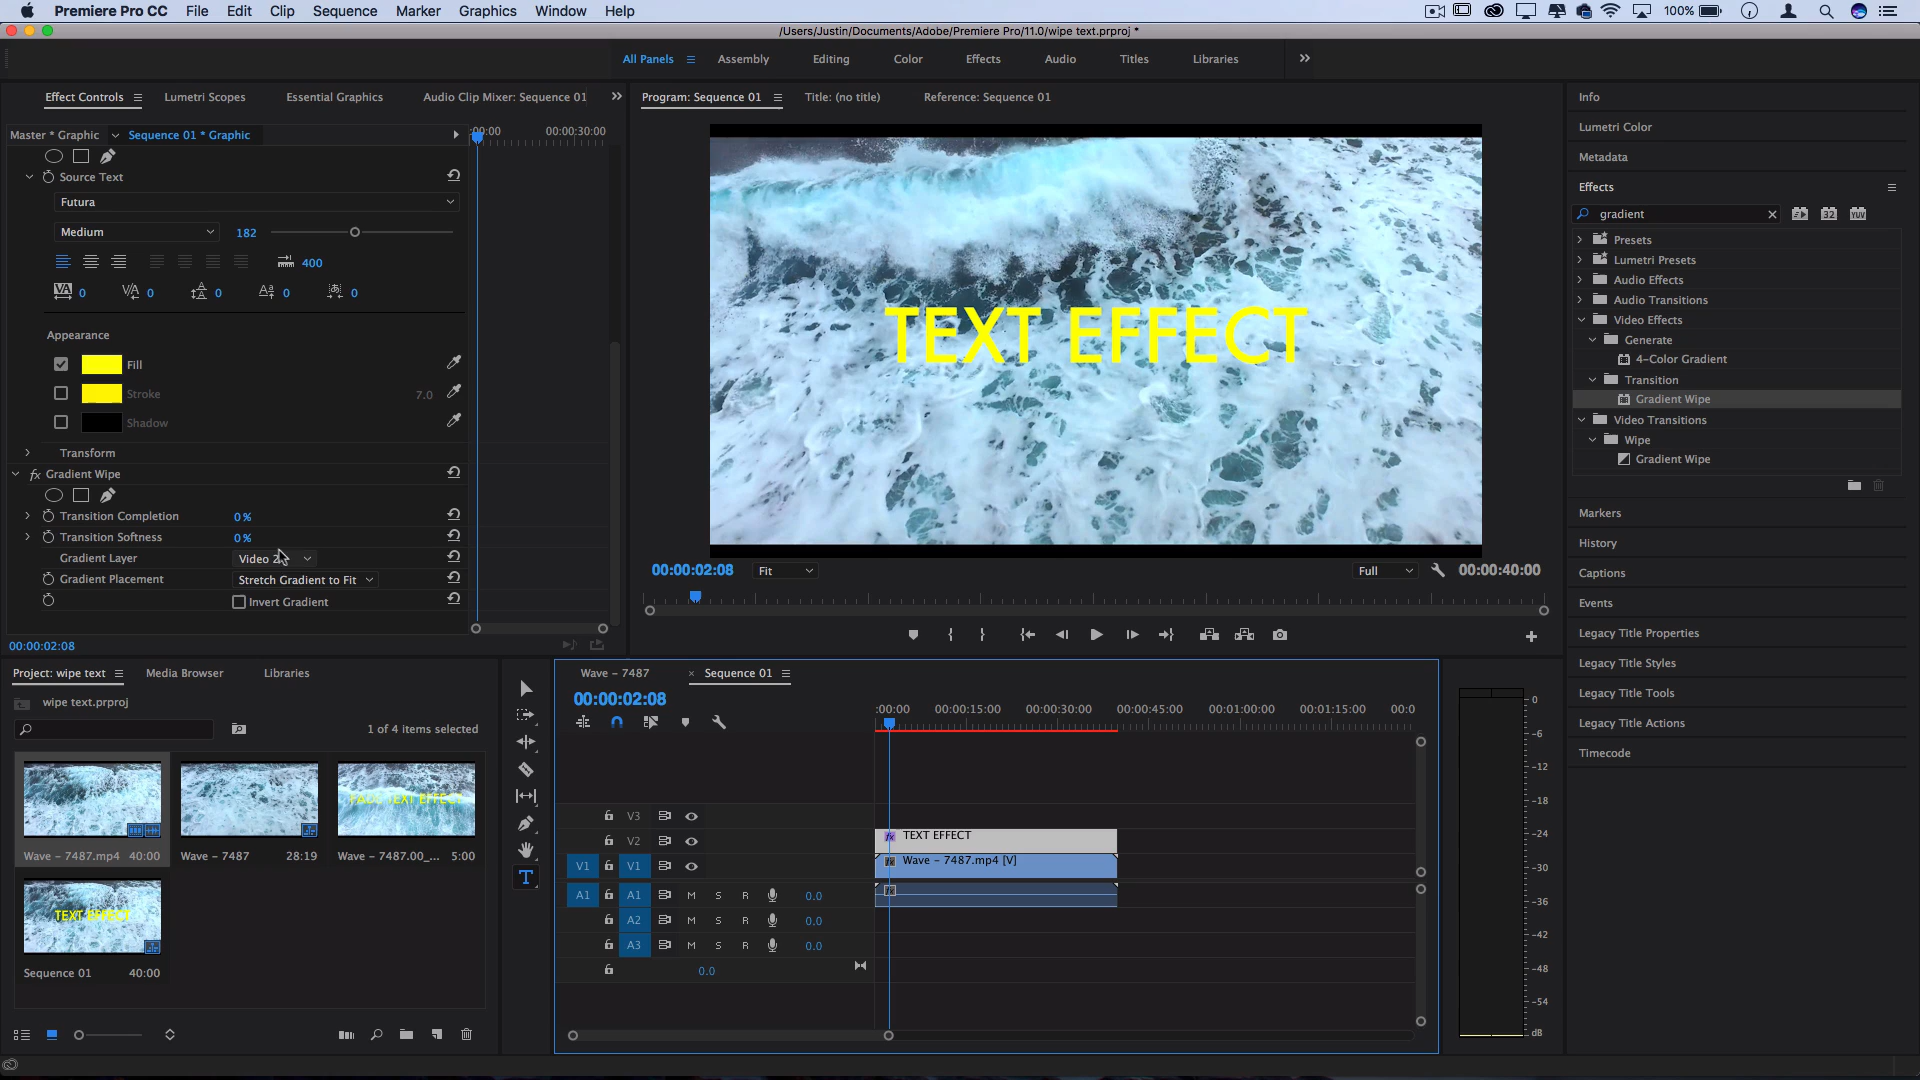 Premiere Pro CC File Edit Clip Sequence Marker Graphics Window Help 100%
/Users/Justin/Documents/Adobe/Premiere Pro/11.0/wipe text.prproj *
All Panels Assembly Editing Color Effects Audio Titles Libraries
Effect Controls Lumetri Scopes Essential Graphics Audio Clip Mixer: Sequence 01
Master * Graphic Sequence 01 * Graphic :00:00 00:00:30:00
Source Text
Futura
Medium 182
400
0 0 0 0 0
Appearance
Fill
Stroke 7.0
Shadow
Transform
fx Gradient Wipe
Transition Completion 0 %
Transition Softness 0 %
Gradient Layer Video 2
Gradient Placement Stretch Gradient to Fit
Invert Gradient
00:00:02:08
Program: Sequence 01 Title: (no title) Reference: Sequence 01
TEXT EFFECT
00:00:02:08 Fit Full 00:00:40:00
Info
Lumetri Color
Metadata
Effects
gradient 32 YUV
Presets
Lumetri Presets
Audio Effects
Audio Transitions
Video Effects
Generate
4-Color Gradient
Transition
Gradient Wipe
Video Transitions
Wipe
Gradient Wipe
Markers
History
Captions
Events
Legacy Title Properties
Legacy Title Styles
Legacy Title Tools
Legacy Title Actions
Timecode
Project: wipe text Media Browser Libraries
wipe text.prproj
1 of 4 items selected
Wave - 7487.mp4 40:00 Wave - 7487 28:19 Wave - 7487.00_... 5:00
TEXT EFFECT
Sequence 01 40:00
Wave - 7487 × Sequence 01
00:00:02:08
:00:00 00:00:15:00 00:00:30:00 00:00:45:00 00:01:00:00 00:01:15:00 00:0
V3
V2 fx TEXT EFFECT
V1 V1 fx Wave - 7487.mp4 [V]
A1 A1 M S R 0.0
A2 M S R 0.0
A3 M S R 0.0
0.0
0
-6
-12
-18
-24
-30
-36
-42
-48
-54
dB